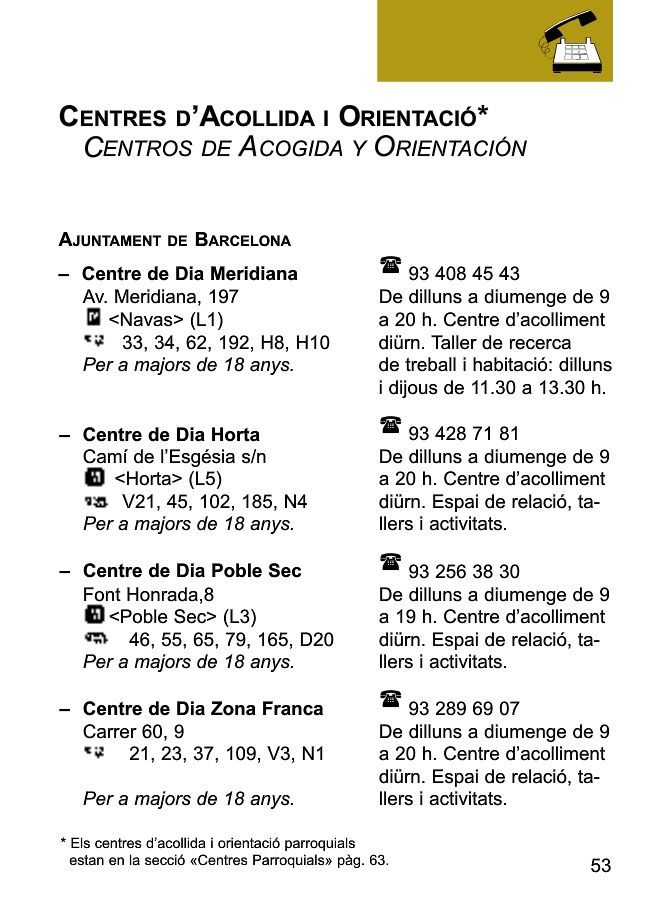 CENTRES D'ACOLLIDA I ORIENTACIÓ*
CENTROS DE ACOGIDA Y ORIENTACIÓN
AJUNTAMENT DE BARCELONA
– Centre de Dia Meridiana
Av. Meridiana, 197
<Navas> (L1)
33, 34, 62, 192, H8, H10
Per a majors de 18 anys.
93 408 45 43
De dilluns a diumenge de 9
a 20 h. Centre d'acolliment
diürn. Taller de recerca
de treball i habitació: dilluns
i dijous de 11.30 a 13.30 h.
– Centre de Dia Horta
Camí de l'Esgésia s/n
<Horta> (L5)
V21, 45, 102, 185, N4
Per a majors de 18 anys.
93 428 71 81
De dilluns a diumenge de 9
a 20 h. Centre d'acolliment
diürn. Espai de relació, ta-
llers i activitats.
– Centre de Dia Poble Sec
Font Honrada,8
<Poble Sec> (L3)
46, 55, 65, 79, 165, D20
Per a majors de 18 anys.
93 256 38 30
De dilluns a diumenge de 9
a 19 h. Centre d'acolliment
diürn. Espai de relació, ta-
llers i activitats.
– Centre de Dia Zona Franca
Carrer 60, 9
21, 23, 37, 109, V3, N1
Per a majors de 18 anys.
93 289 69 07
De dilluns a diumenge de 9
a 20 h. Centre d'acolliment
diürn. Espai de relació, ta-
llers i activitats.
* Els centres d'acollida i orientació parroquials
estan en la secció «Centres Parroquials» pàg. 63.
53